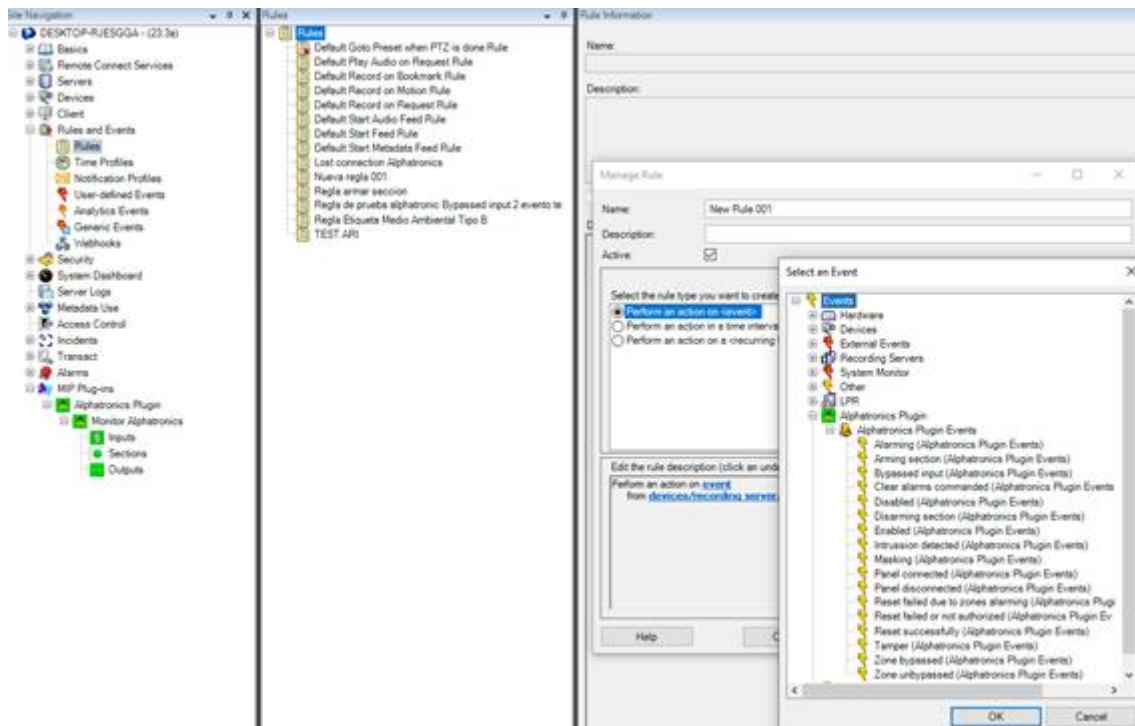 Site Navigation
DESKTOP-RJESGGA - (23.3a)
Basics
Remote Connect Services
Servers
Devices
Client
Rules and Events
Rules
Time Profiles
Notification Profiles
User-defined Events
Analytics Events
Generic Events
Webhooks
Security
System Dashboard
Server Logs
Metadata Use
Access Control
Incidents
Transact
Alarms
MIP Plug-ins
Alphatronics Plugin
Monitor Alphatronics
Inputs
Sections
Outputs
Rules
Rules
Default Goto Preset when PTZ is done Rule
Default Play Audio on Request Rule
Default Record on Bookmark Rule
Default Record on Motion Rule
Default Record on Request Rule
Default Start Audio Feed Rule
Default Start Feed Rule
Default Start Metadata Feed Rule
Lost connection Alphatronics
Nueva regla 001
Regla armar seccion
Regla de prueba alphatronic Bypassed input 2 evento te
Regla Etiqueta Medio Ambiental Tipo B
TEST API
Rule Information
Name:
Description:
Manage Rule
Name:
New Rule 001
Description:
Active:
Select the rule type you want to create
Perform an action on <event>
Perform an action in a time interva
Perform an action on a <recurring
Edit the rule description (click an unde
Perform an action on event
from devices/recording server
Help
C
Select an Event
Events
Hardware
Devices
External Events
Recording Servers
System Monitor
Other
LPR
Alphatronics Plugin
Alphatronics Plugin Events
Alarming (Alphatronics Plugin Events)
Arming section (Alphatronics Plugin Events)
Bypassed input (Alphatronics Plugin Events)
Clear alarms commanded (Alphatronics Plugin Events
Disabled (Alphatronics Plugin Events)
Disarming section (Alphatronics Plugin Events)
Enabled (Alphatronics Plugin Events)
Intrussion detected (Alphatronics Plugin Events)
Masking (Alphatronics Plugin Events)
Panel connected (Alphatronics Plugin Events)
Panel disconnected (Alphatronics Plugin Events)
Reset failed due to zones alarming (Alphatronics Plugi
Reset failed or not authorized (Alphatronics Plugin Ev
Reset successfully (Alphatronics Plugin Events)
Tamper (Alphatronics Plugin Events)
Zone bypassed (Alphatronics Plugin Events)
Zone unbypassed (Alphatronics Plugin Events)
OK
Cancel